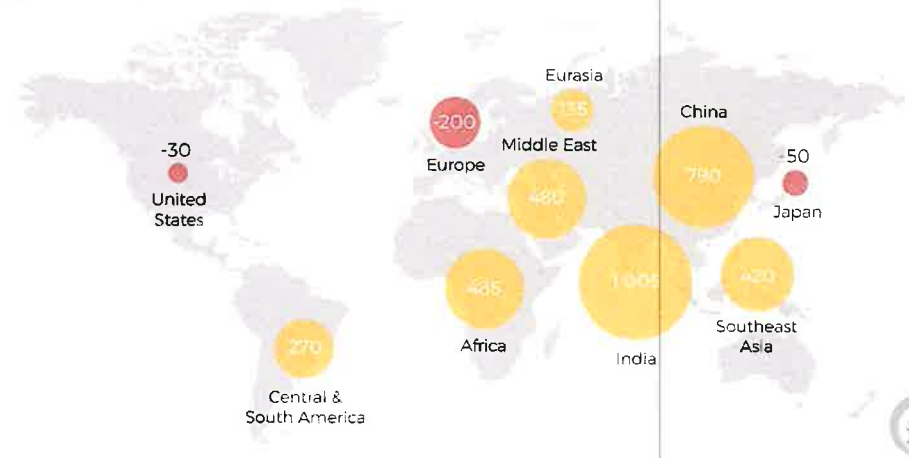 Eurasia
135
-200
China
Middle East
Europe
-30
-50
790
480
United
States
Japan
1 005
485
420
Southeast
Asia
Africa
India
270
Central &
South America